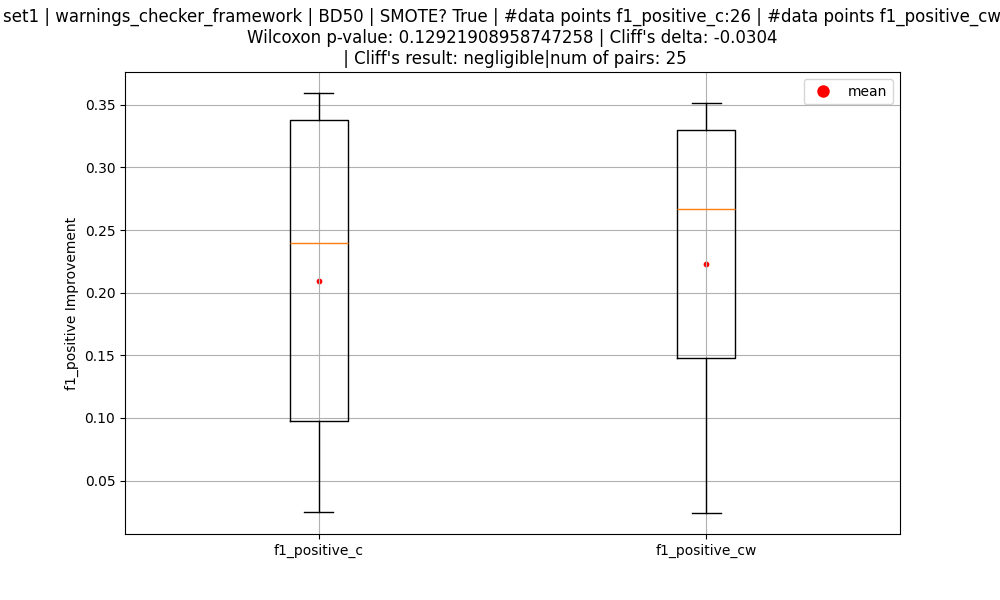 set1 | warnings_checker_framework | BD50 | SMOTE? True | #data points f1_positive_c:26 | #data points f1_positive_cw
Wilcoxon p-value: 0.12921908958747258 | Cliff's delta: -0.0304
| Cliff's result: negligible|num of pairs: 25
mean
0.35
0.30
0.25
0.20
0.15
0.10
0.05
f1_positive Improvement
f1_positive_c
f1_positive_cw